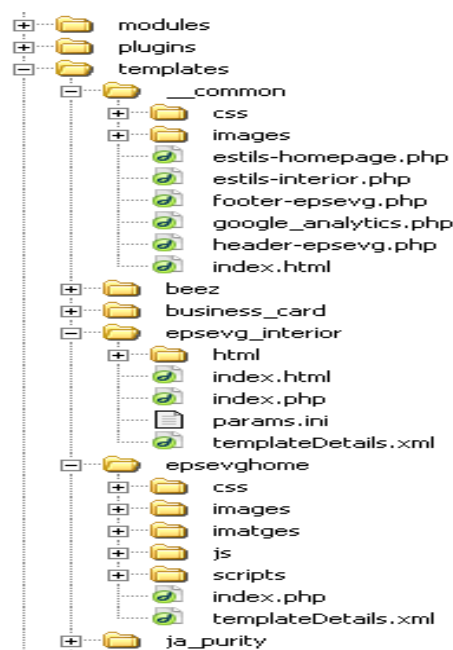 modules
plugins
templates
__common
css
images
estils-homepage.php
estils-interior.php
footer-epsevg.php
google_analytics.php
header-epsevg.php
index.html
beez
business_card
epsevg_interior
html
index.html
index.php
params.ini
templateDetails.xml
epsevghome
css
images
imatges
js
scripts
index.php
templateDetails.xml
ja_purity